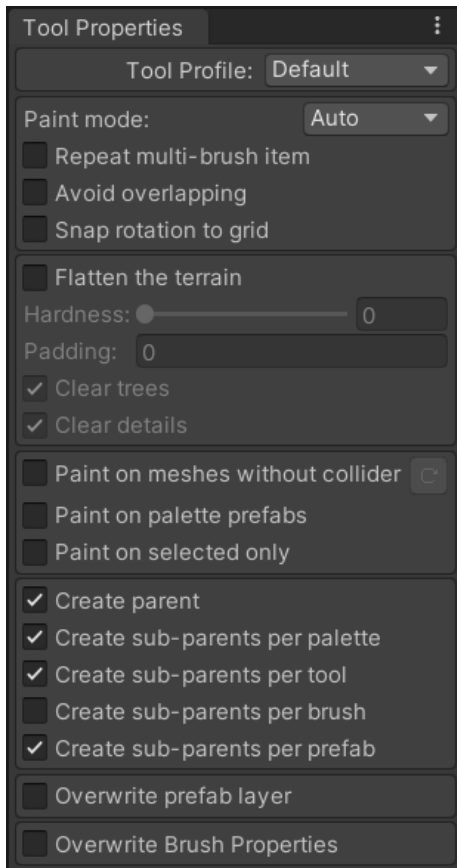 Tool Properties
Tool Profile: Default
Paint mode: Auto
Repeat multi-brush item
Avoid overlapping
Snap rotation to grid
Flatten the terrain
Hardness: 0
Padding: 0
Clear trees
Clear details
Paint on meshes without collider
Paint on palette prefabs
Paint on selected only
Create parent
Create sub-parents per palette
Create sub-parents per tool
Create sub-parents per brush
Create sub-parents per prefab
Overwrite prefab layer
Overwrite Brush Properties